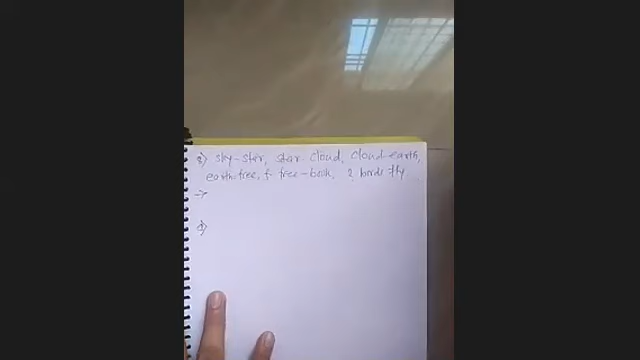 3) sky-star, star-cloud, cloud-earth,
earth-tree, & tree-book, 2 birds fly
→
4)